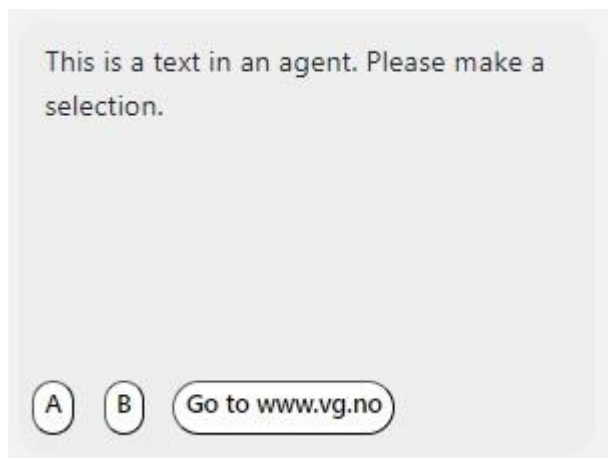 This is a text in an agent. Please make a
selection.
A B Go to www.vg.no